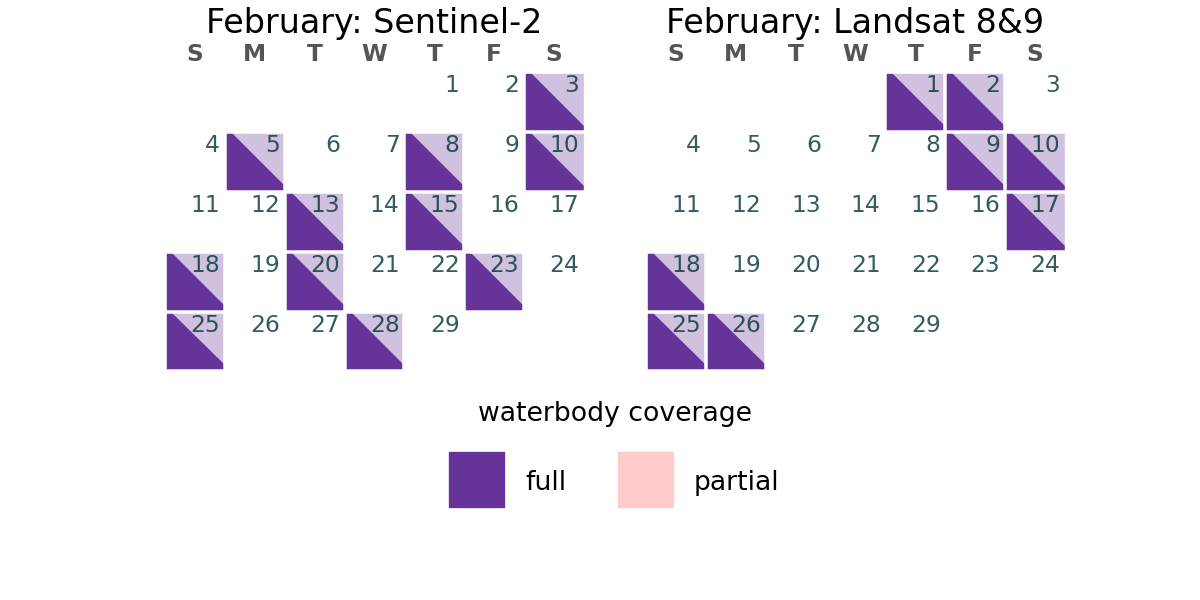 February: Sentinel-2
S M T W T F S
1 2 3
4 5 6 7 8 9 10
11 12 13 14 15 16 17
18 19 20 21 22 23 24
25 26 27 28 29
February: Landsat 8&9
S M T W T F S
1 2 3
4 5 6 7 8 9 10
11 12 13 14 15 16 17
18 19 20 21 22 23 24
25 26 27 28 29
waterbody coverage
full partial